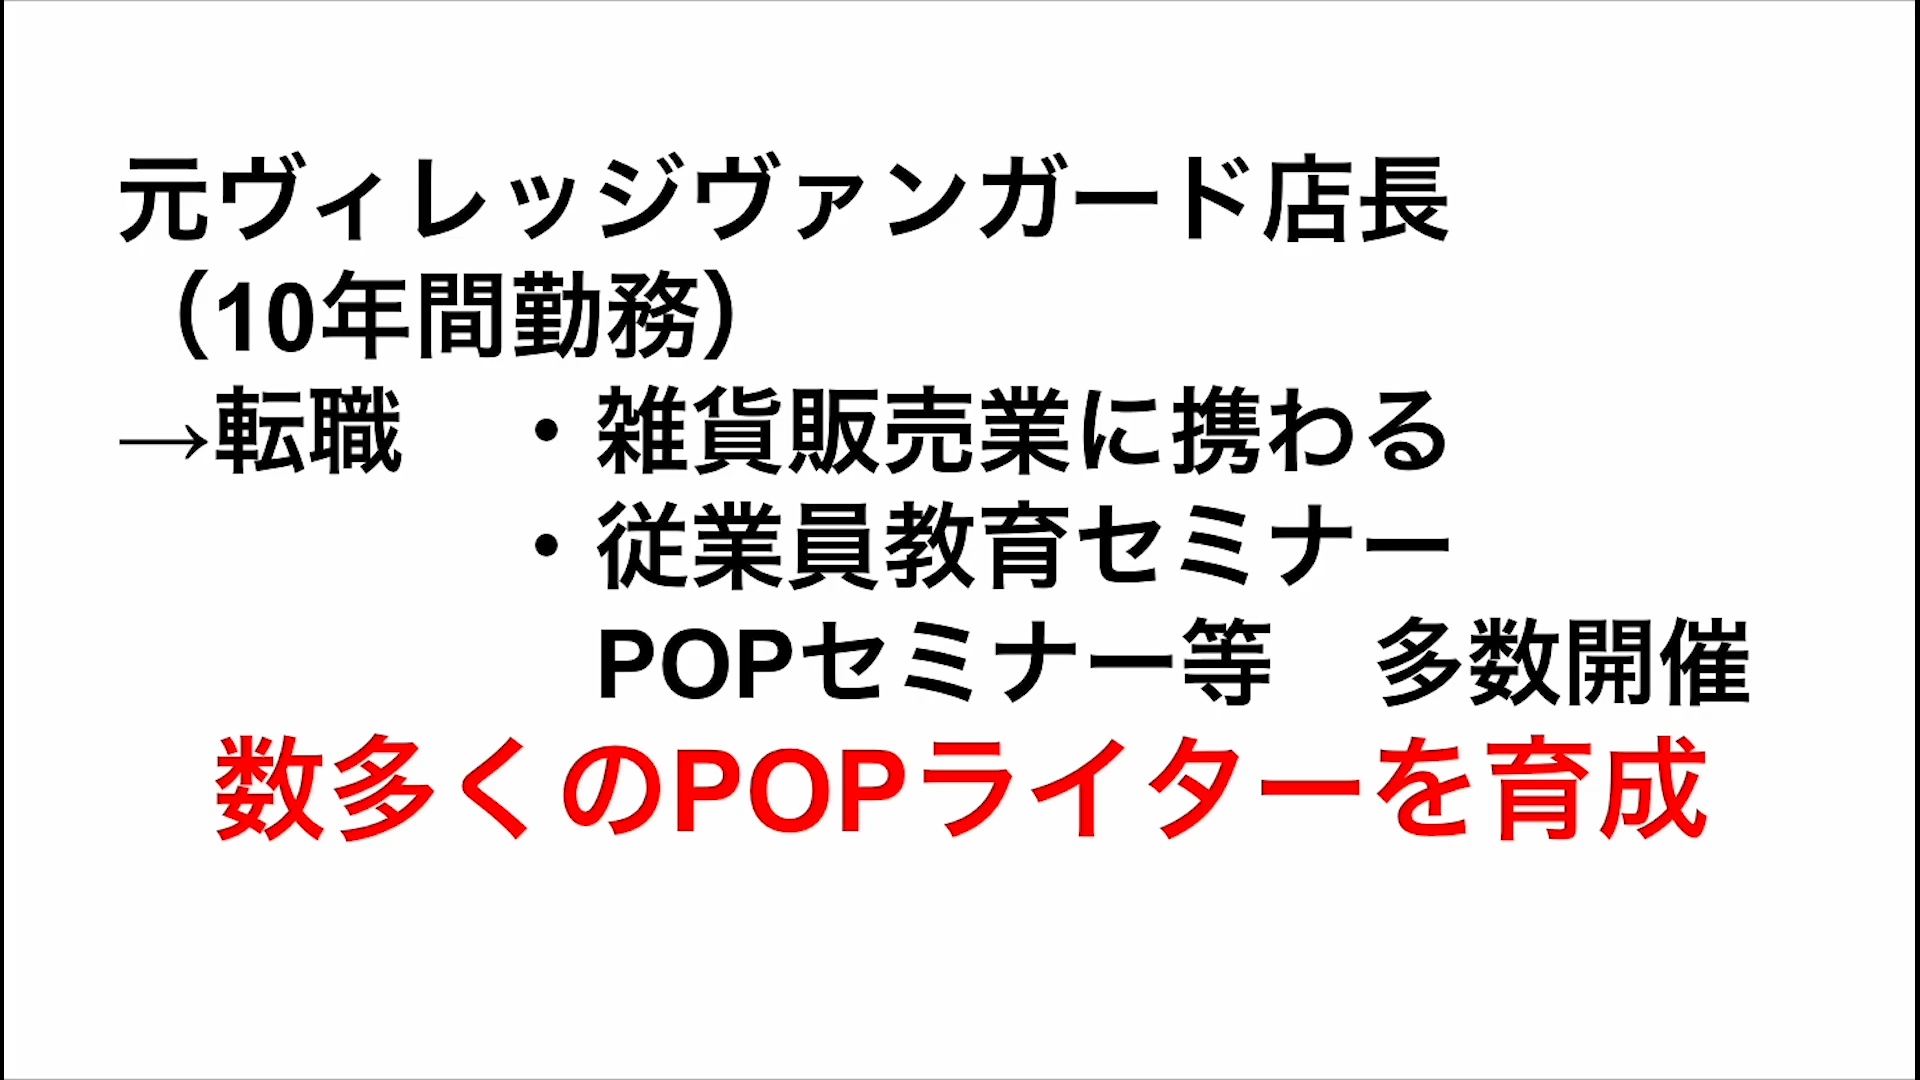 元ヴィレッジヴァンガード店長
（10年間勤務）
→転職　・雑貨販売業に携わる
・従業員教育セミナー
POPセミナー等　多数開催
数多くのPOPライターを育成